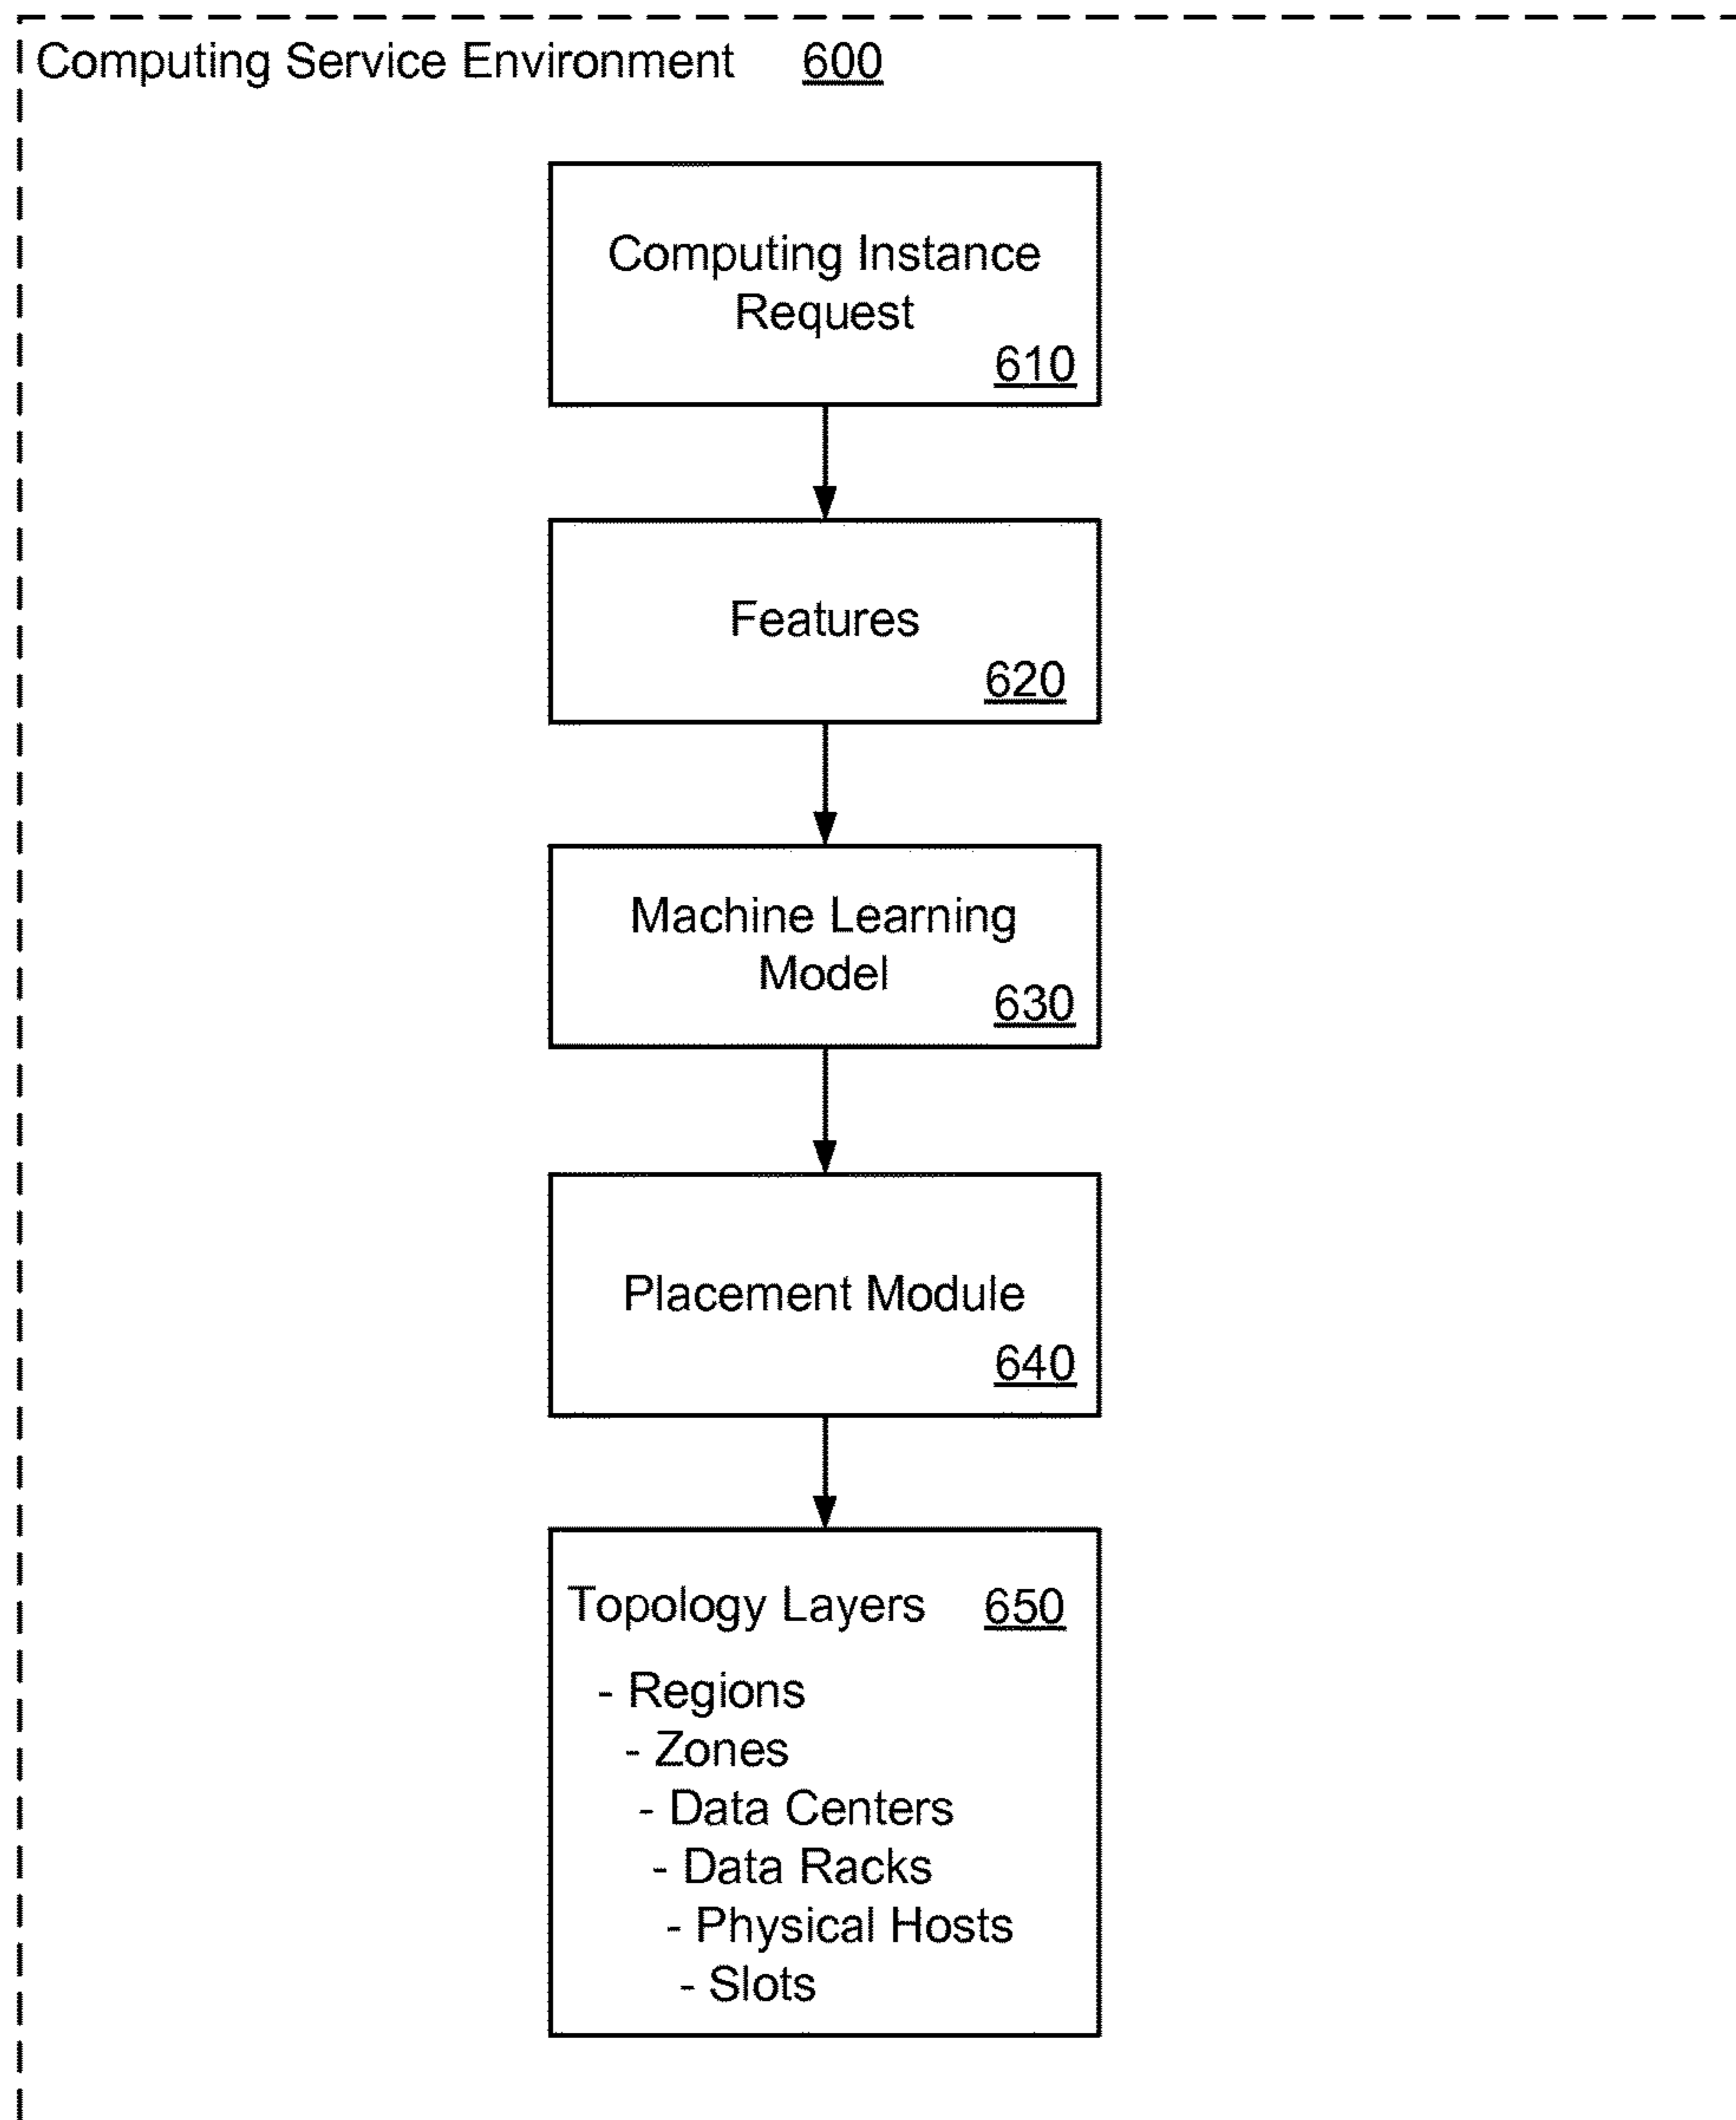 Computing Service Environment 600
Computing Instance
Request
610
Features
620
Machine Learning
Model
630
Placement Module
640
Topology Layers 650
- Regions
- Zones
- Data Centers
- Data Racks
- Physical Hosts
- Slots